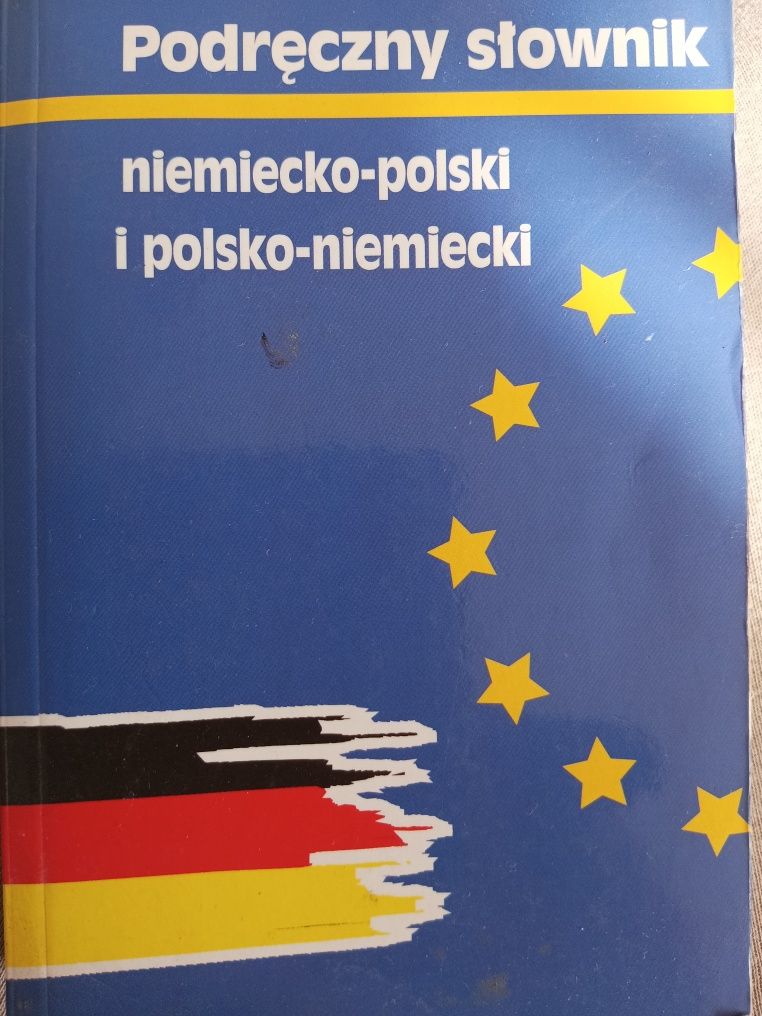 Podręczny słownik
niemiecko-polski
i polsko-niemiecki